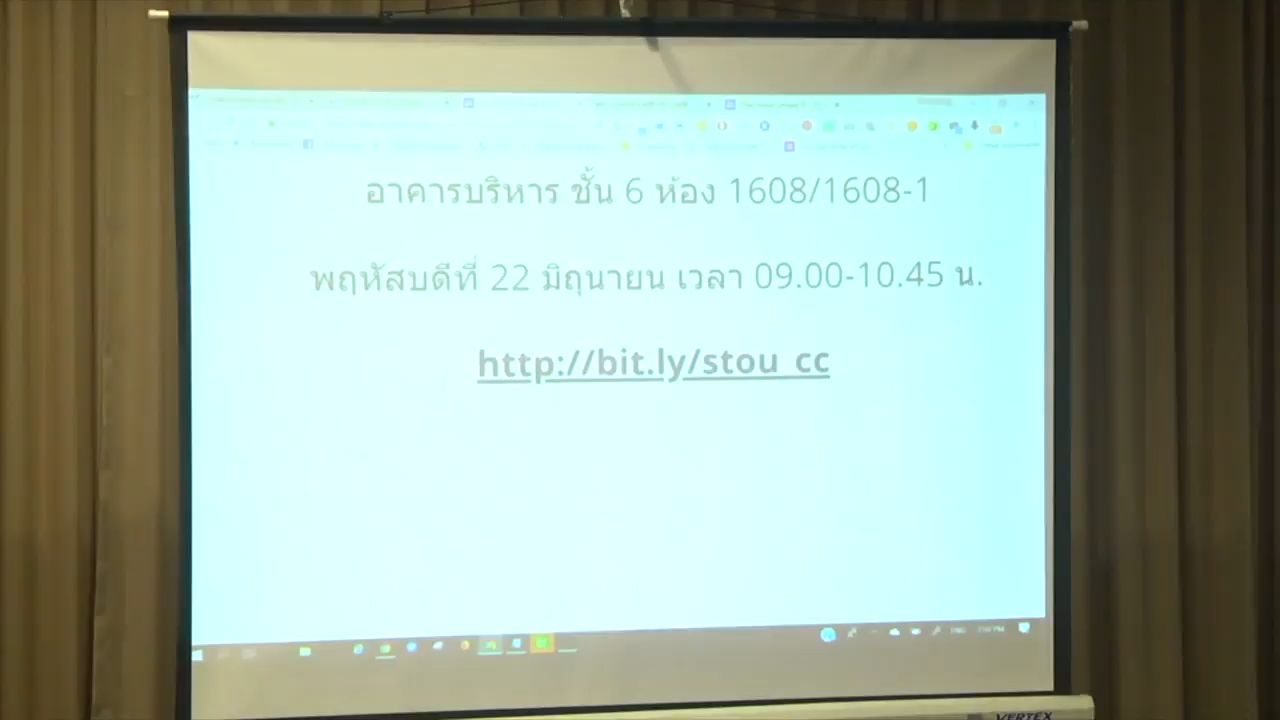 อาคารบริหาร ชั้น 6 ห้อง 1608/1608-1
พฤหัสบดีที่ 22 มิถุนายน เวลา 09.00-10.45 น.
http://bit.ly/stou_cc
VERTEX